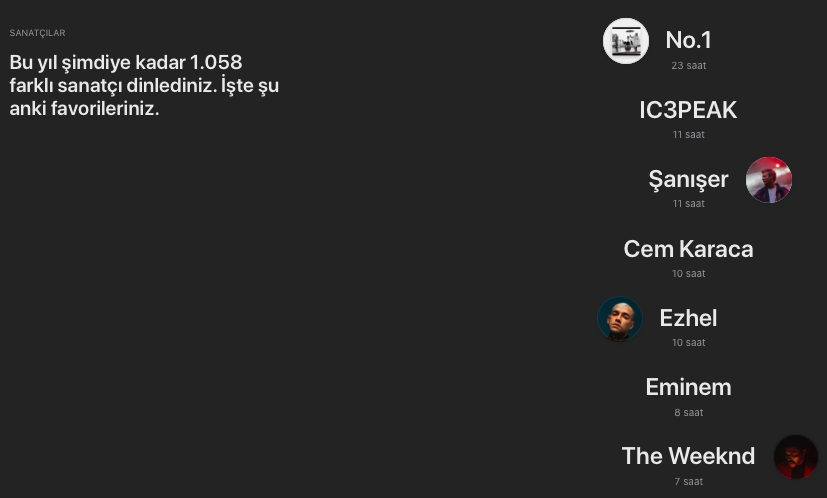 SANATÇILAR
Bu yıl şimdiye kadar 1.058
farklı sanatçı dinlediniz. İşte şu
anki favorileriniz.
No.1
23 saat
IC3PEAK
11 saat
Şanışer
11 saat
Cem Karaca
10 saat
Ezhel
10 saat
Eminem
8 saat
The Weeknd
7 saat